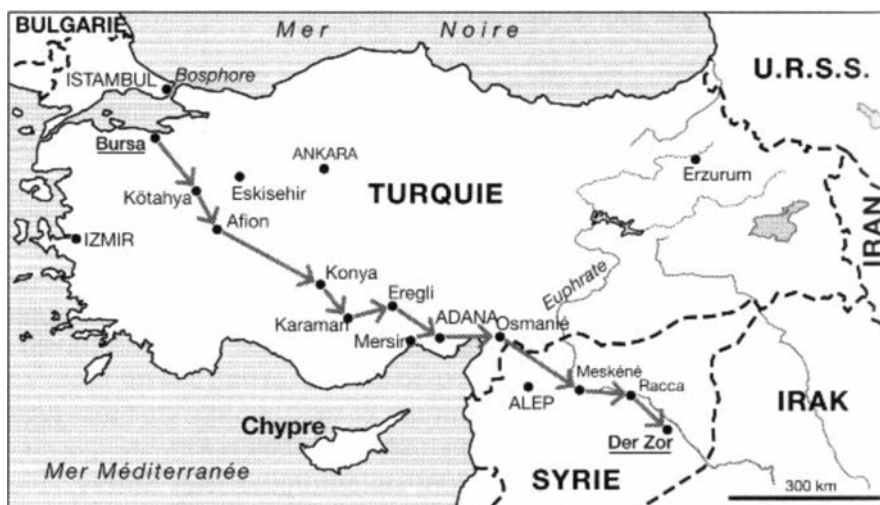 BULGARIE
Mer Noire
ISTAMBUL
Bosphore
U.R.S.S.
Bursa
ANKARA
Erzurum
Eskisehir
Kötahya
TURQUIE
Afion
IZMIR
IRAN
Konya
Eregli
Euphrate
Karaman
Mersin
ADANA
Osmanié
Meskéné
Racca
ALEP
IRAK
Chypre
Der Zor
Mer Méditerranée
SYRIE
300 km